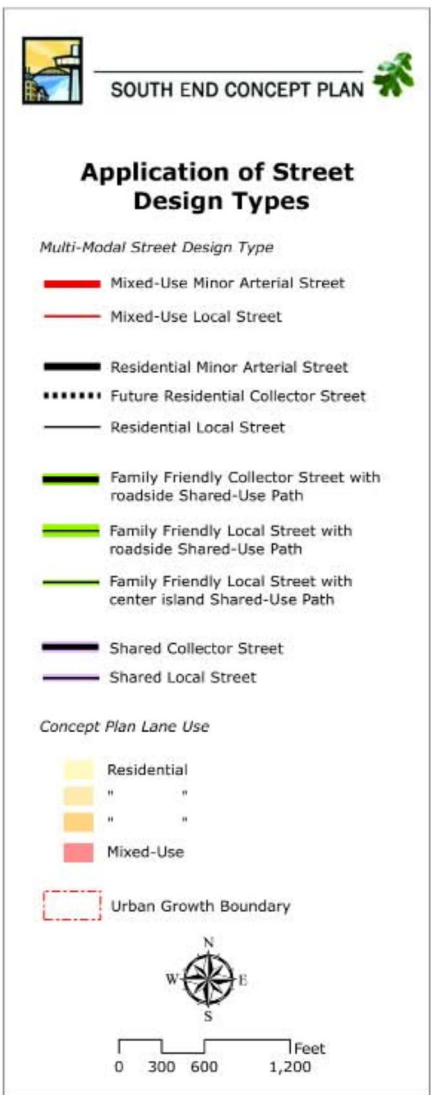 SOUTH END CONCEPT PLAN
Application of Street
Design Types
Multi-Modal Street Design Type
Mixed-Use Minor Arterial Street
Mixed-Use Local Street
Residential Minor Arterial Street
Future Residential Collector Street
Residential Local Street
Family Friendly Collector Street with
roadside Shared-Use Path
Family Friendly Local Street with
roadside Shared-Use Path
Family Friendly Local Street with
center island Shared-Use Path
Shared Collector Street
Shared Local Street
Concept Plan Lane Use
Residential
" "
" "
Mixed-Use
Urban Growth Boundary
N
W E
S
Feet
0 300 600 1,200